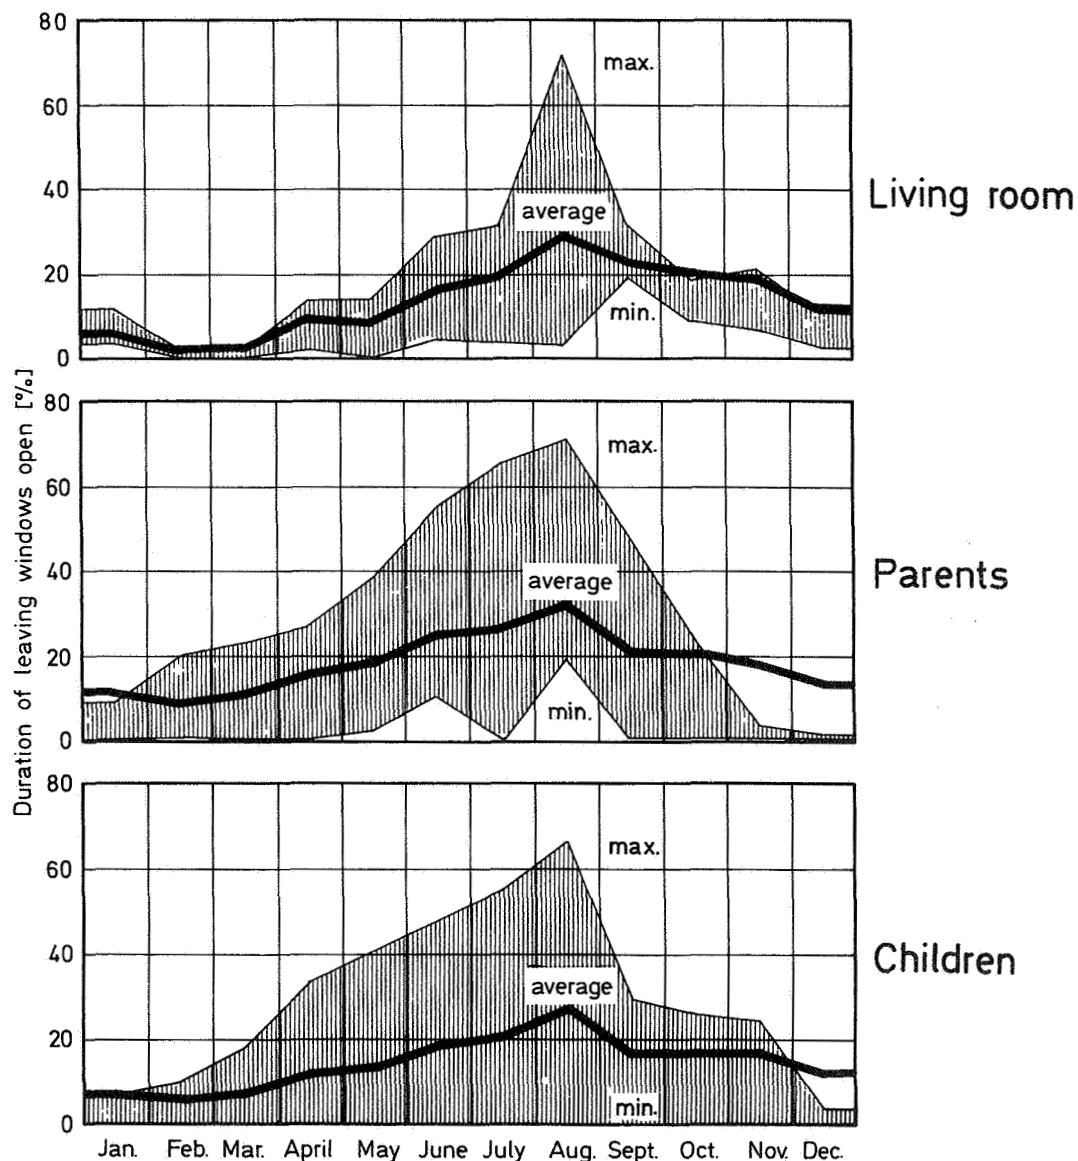 80
max.
60
40
Living room
average
20
min.
0
Duration of leaving windows open [%]
80
max.
60
40
Parents
average
20
min.
0
80
max.
60
40
Children
average
20
min.
0
Jan. Feb. Mar. April May June July Aug. Sept. Oct. Nov. Dec.